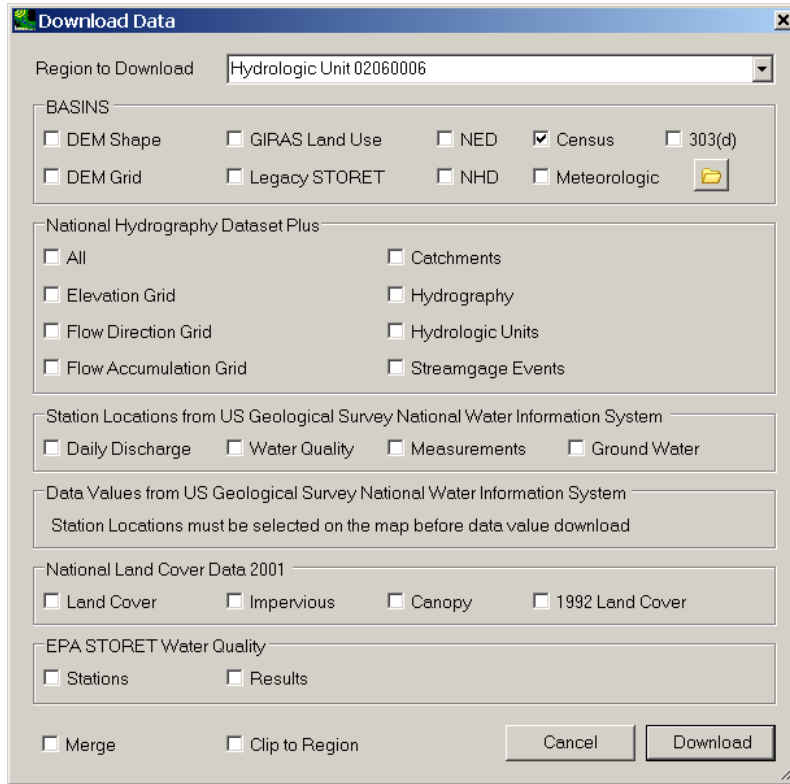 Download Data
Region to Download Hydrologic Unit 02060006
BASINS
DEM Shape GIRAS Land Use NED Census 303(d)
DEM Grid Legacy STORET NHD Meteorologic
National Hydrography Dataset Plus
All Catchments
Elevation Grid Hydrography
Flow Direction Grid Hydrologic Units
Flow Accumulation Grid Streamgage Events
Station Locations from US Geological Survey National Water Information System
Daily Discharge Water Quality Measurements Ground Water
Data Values from US Geological Survey National Water Information System
Station Locations must be selected on the map before data value download
National Land Cover Data 2001
Land Cover Impervious Canopy 1992 Land Cover
EPA STORET Water Quality
Stations Results
Merge Clip to Region Cancel Download